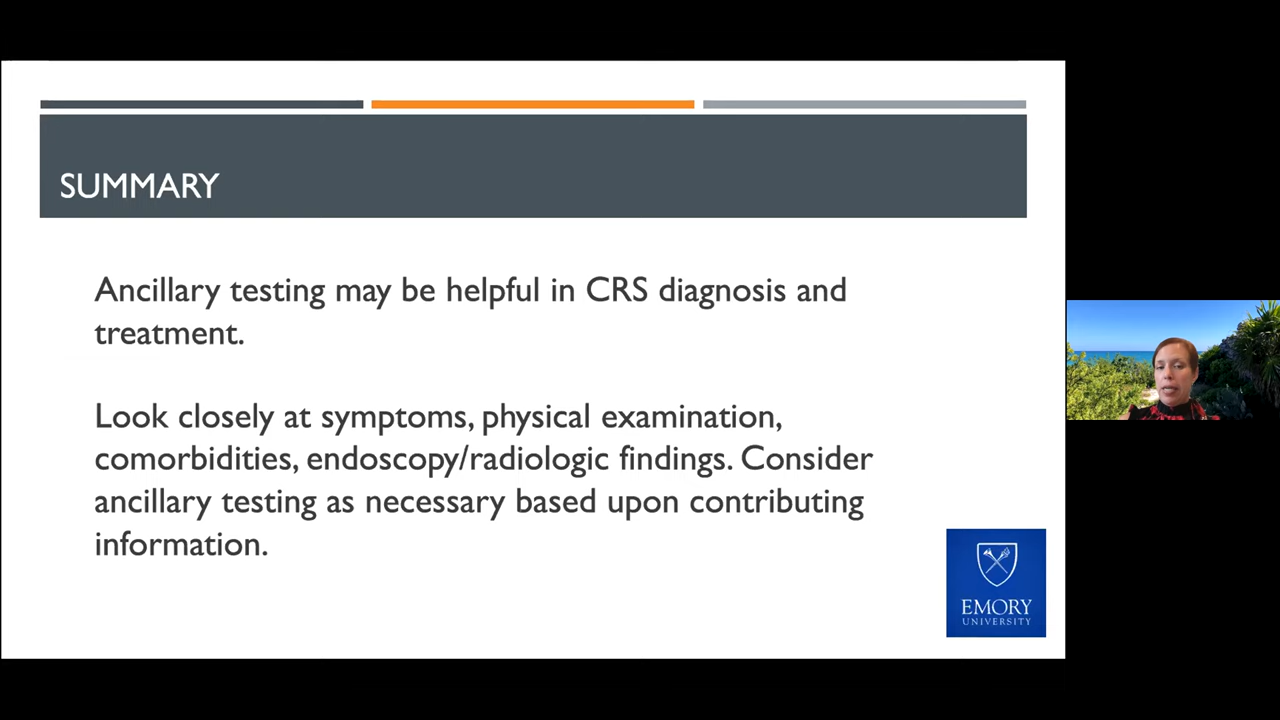 SUMMARY
Ancillary testing may be helpful in CRS diagnosis and
treatment.
Look closely at symptoms, physical examination,
comorbidities, endoscopy/radiologic findings. Consider
ancillary testing as necessary based upon contributing
information.
EMORY
UNIVERSITY